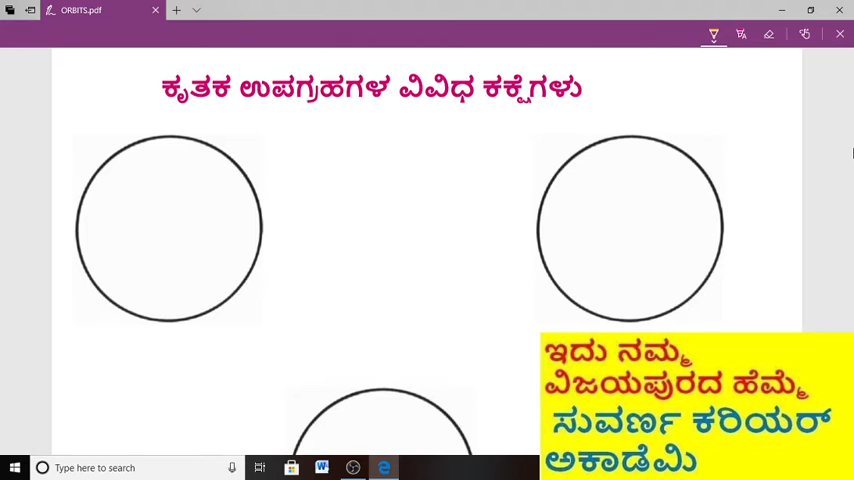 ORBITS.pdf
ಕೃತಕ ಉಪಗ್ರಹಗಳ ವಿವಿಧ ಕಕ್ಷೆಗಳು
ಇದು ನಮ್ಮ
ವಿಜಯಪುರದ ಹೆಮ್ಮೆ
ಸುವರ್ಣ ಕರಿಯರ್
ಅಕಾಡೆಮಿ
Type here to search